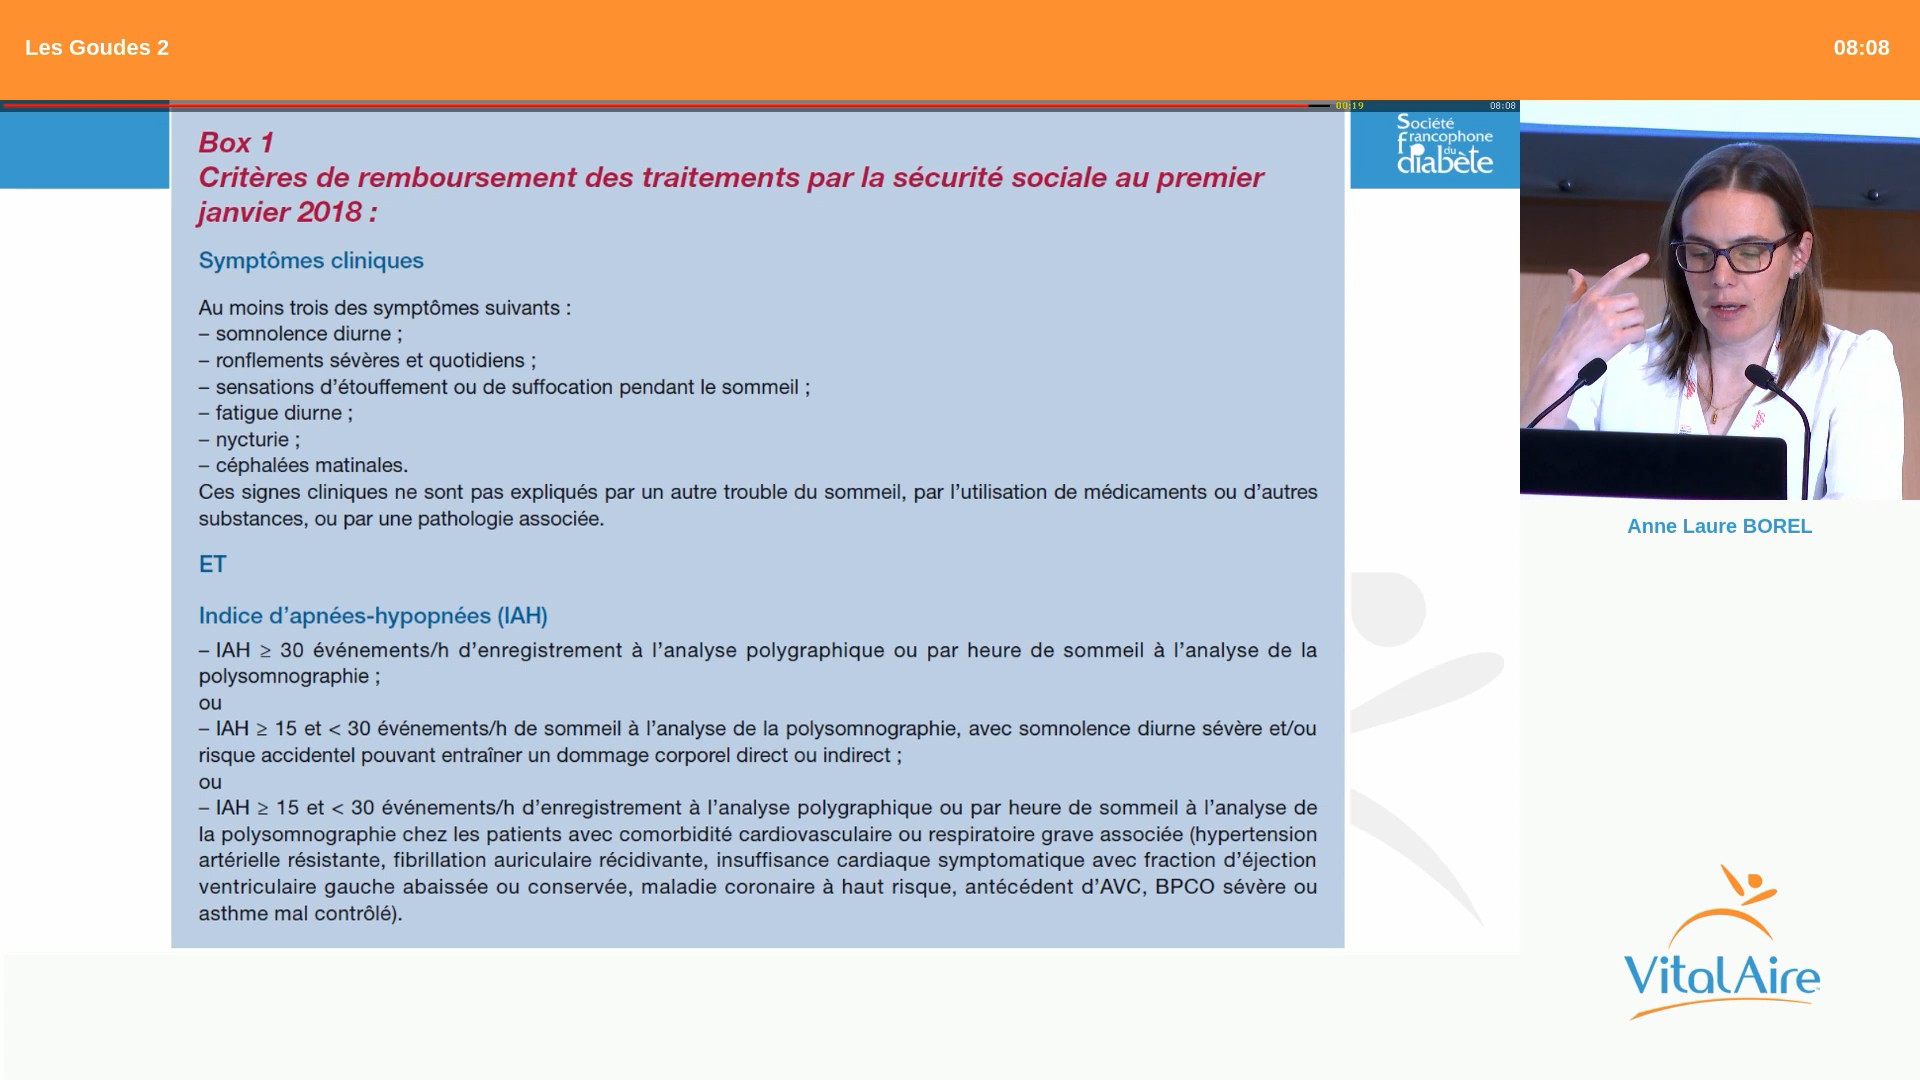 Les Goudes 2
08:08
00:19
08:08
Box 1
Critères de remboursement des traitements par la sécurité sociale au premier
janvier 2018 :
Société
francophone
du
diabète
Symptômes cliniques
Au moins trois des symptômes suivants :
– somnolence diurne ;
– ronflements sévères et quotidiens ;
– sensations d’étouffement ou de suffocation pendant le sommeil ;
– fatigue diurne ;
– nycturie ;
– céphalées matinales.
Ces signes cliniques ne sont pas expliqués par un autre trouble du sommeil, par l’utilisation de médicaments ou d’autres
substances, ou par une pathologie associée.
ET
Indice d’apnées-hypopnées (IAH)
– IAH ≥ 30 événements/h d’enregistrement à l’analyse polygraphique ou par heure de sommeil à l’analyse de la
polysomnographie ;
ou
– IAH ≥ 15 et < 30 événements/h de sommeil à l’analyse de la polysomnographie, avec somnolence diurne sévère et/ou
risque accidentel pouvant entraîner un dommage corporel direct ou indirect ;
ou
– IAH ≥ 15 et < 30 événements/h d’enregistrement à l’analyse polygraphique ou par heure de sommeil à l’analyse de
la polysomnographie chez les patients avec comorbidité cardiovasculaire ou respiratoire grave associée (hypertension
artérielle résistante, fibrillation auriculaire récidivante, insuffisance cardiaque symptomatique avec fraction d’éjection
ventriculaire gauche abaissée ou conservée, maladie coronaire à haut risque, antécédent d’AVC, BPCO sévère ou
asthme mal contrôlé).
Anne Laure BOREL
VitalAire